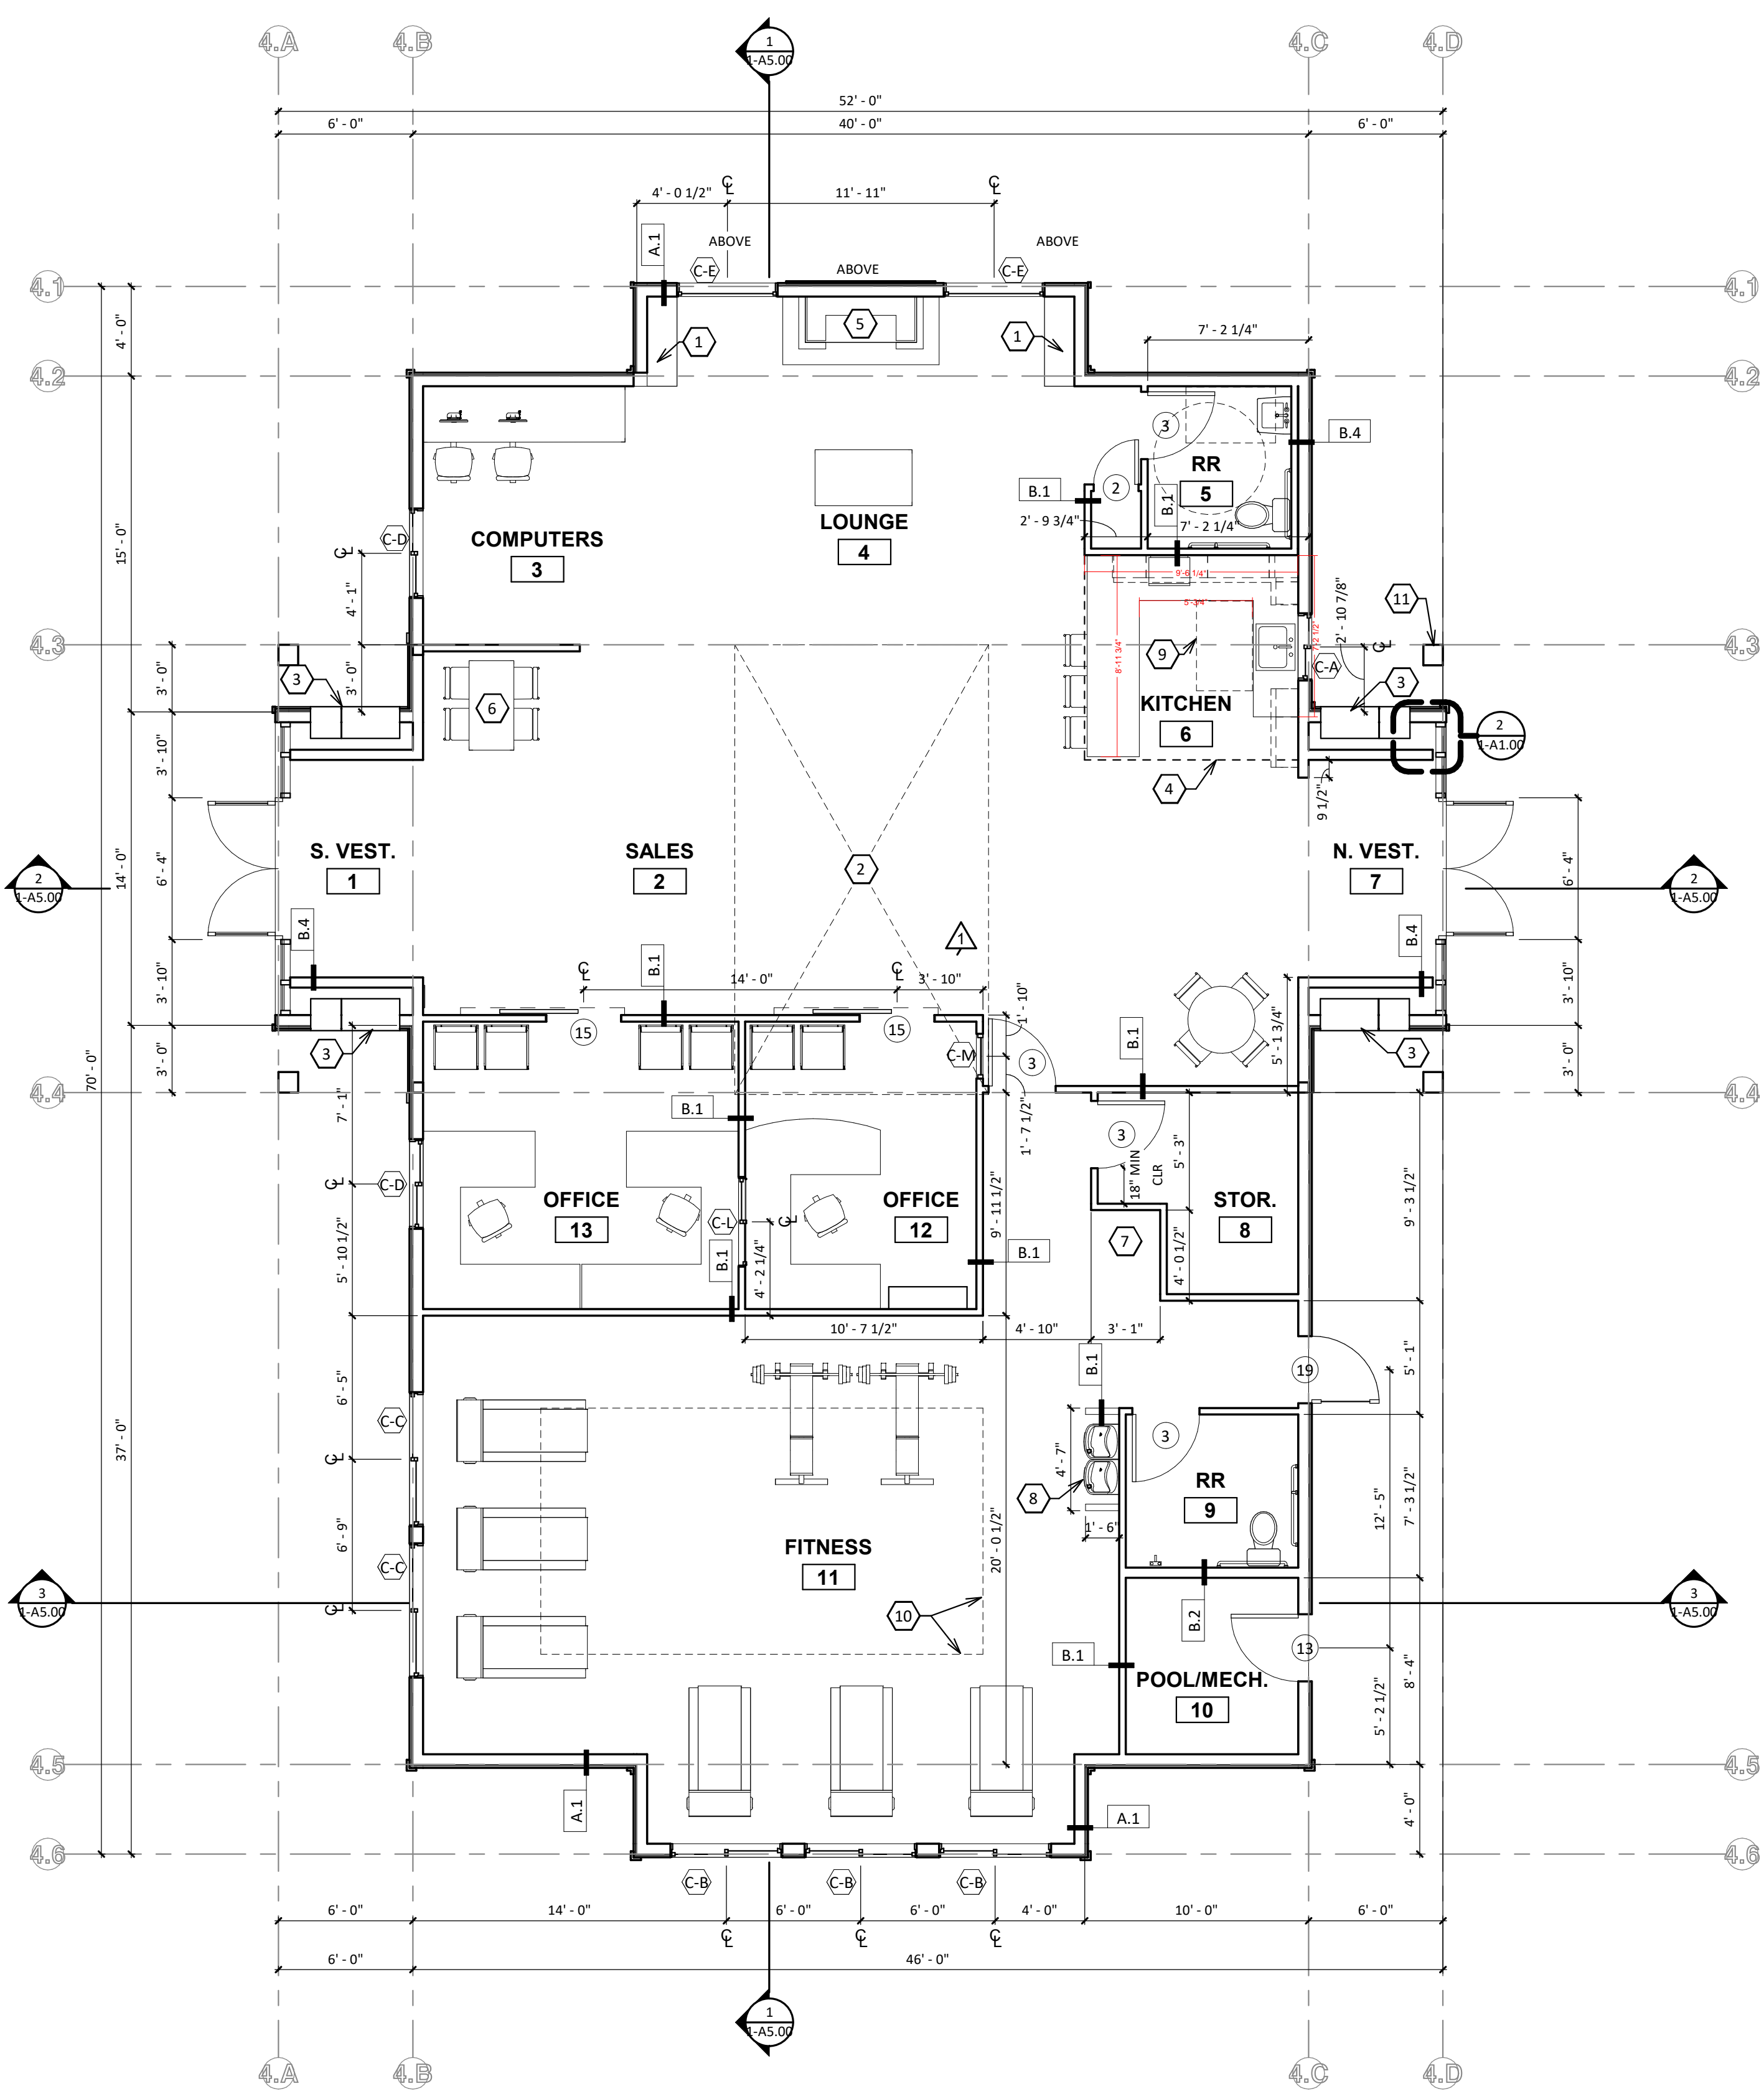 4.A
4.B
4.C
4.D
1
1-A5.00
52' - 0"
6' - 0"
40' - 0"
6' - 0"
4' - 0 1/2"
11' - 11"
A.1
ABOVE
ABOVE
C-E
ABOVE
C-E
4.1
4.1
5
1
1
7' - 2 1/4"
4' - 0"
4.2
4.2
3
B.4
RR
5
B.1
2
B.1
2' - 9 3/4"
7' - 2 1/4"
LOUNGE
4
COMPUTERS
3
C-D
15' - 0"
4' - 1"
9'-6 1/4"
5'-3/4"
8'-11 3/4"
7'-2 1/2"
2' - 10 7/8"
11
4.3
4.3
9
C-A
3
3
3' - 0"
3' - 0"
6
KITCHEN
6
2
1-A1.00
3' - 10"
4
9 1/2"
S. VEST.
1
SALES
2
2
N. VEST.
7
14' - 0"
6' - 4"
6' - 4"
2
1-A5.00
2
1-A5.00
B.4
B.1
1
B.4
3' - 10"
14' - 0"
3' - 10"
3' - 10"
1' - 10"
15
15
C-M
3
B.1
5' - 1 3/4"
3
3
3' - 0"
3' - 0"
70' - 0"
4.4
4.4
7' - 1"
B.1
1' - 7 1/2"
3
18" MIN
CLR
5' - 3"
C-D
OFFICE
13
C-L
OFFICE
12
STOR.
8
9' - 11 1/2"
9' - 3 1/2"
7
B.1
B.1
4' - 2 1/4"
4' - 0 1/2"
5' - 10 1/2"
10' - 7 1/2"
4' - 10"
3' - 1"
B.1
19
5' - 1"
6' - 5"
C-C
37' - 0"
3
4' - 7"
RR
9
8
1' - 6"
12' - 5"
7' - 3 1/2"
6' - 9"
C-C
FITNESS
11
20' - 0 1/2"
3
1-A5.00
3
1-A5.00
10
B.2
13
B.1
POOL/MECH.
10
8' - 4"
5' - 2 1/2"
4.5
4.5
A.1
A.1
4' - 0"
4.6
4.6
C-B
C-B
C-B
6' - 0"
14' - 0"
6' - 0"
6' - 0"
4' - 0"
10' - 0"
6' - 0"
6' - 0"
46' - 0"
1
1-A5.00
4.A
4.B
4.C
4.D